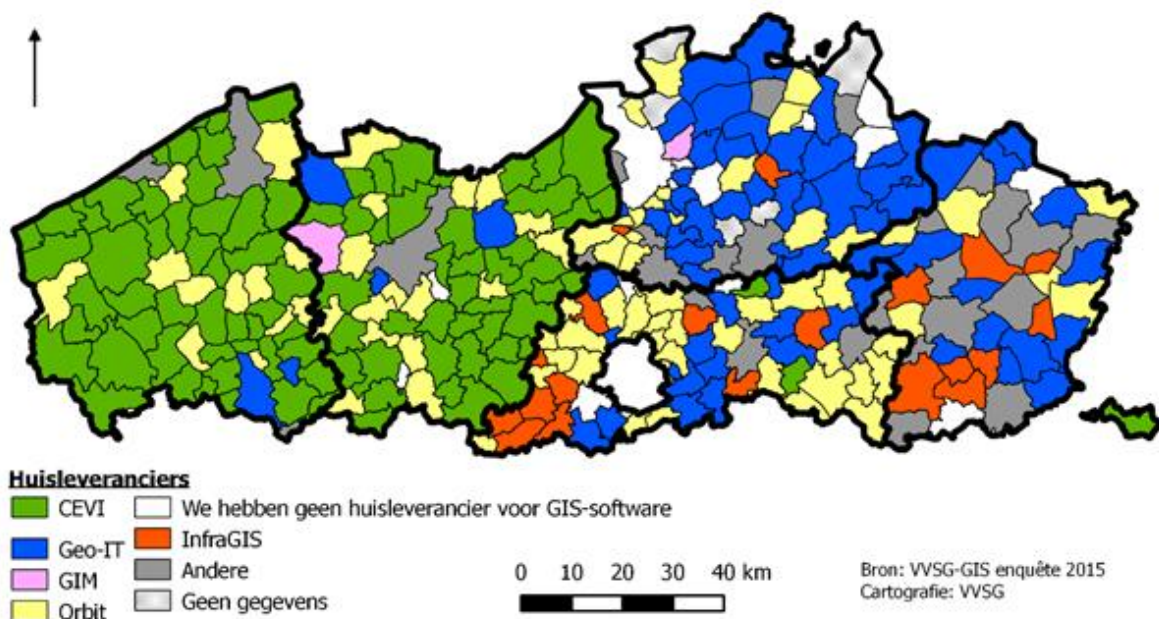 Huisleveranciers
CEVI
Geo-IT
GIM
Orbit
We hebben geen huisleverancier voor GIS-software
InfraGIS
Andere
Geen gegevens
0 10 20 30 40 km
Bron: VVSG-GIS enquête 2015
Cartografie: VVSG